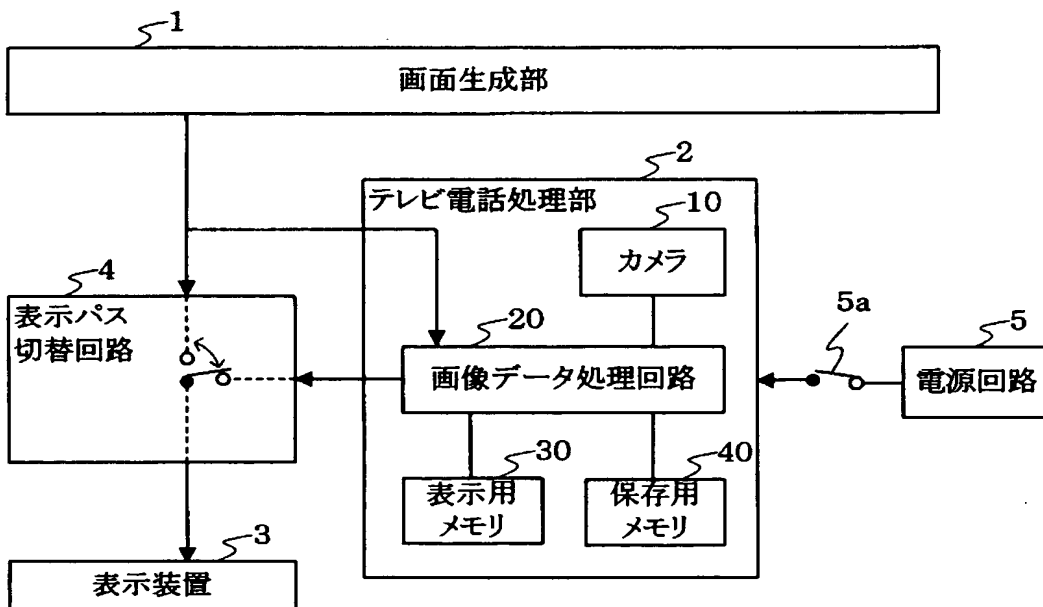 1
画面生成部
2
テレビ電話処理部
10
カメラ
4
表示パス
切替回路
20
画像データ処理回路
5a
5
電源回路
30
表示用
メモリ
40
保存用
メモリ
3
表示装置